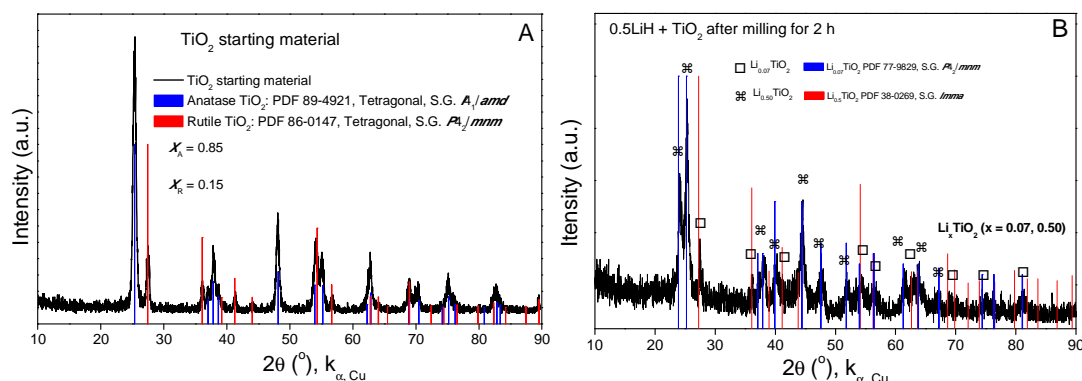 A
TiO2 starting material
TiO2 starting material
Anatase TiO2: PDF 89-4921, Tetragonal, S.G. I41/amd
Rutile TiO2: PDF 86-0147, Tetragonal, S.G. P42/mnm
XA = 0.85
XR = 0.15
Intensity (a.u.)
10 20 30 40 50 60 70 80 90
2θ (°), kα, Cu
B
0.5LiH + TiO2 after milling for 2 h
Li0.07TiO2
Li0.07TiO2 PDF 77-9829, S.G. P42/mnm
Li0.50TiO2
Li0.5TiO2 PDF 38-0269, S.G. Imma
LixTiO2 (x = 0.07, 0.50)
Itensity (a.u.)
10 20 30 40 50 60 70 80 90
2θ (°), kα, Cu